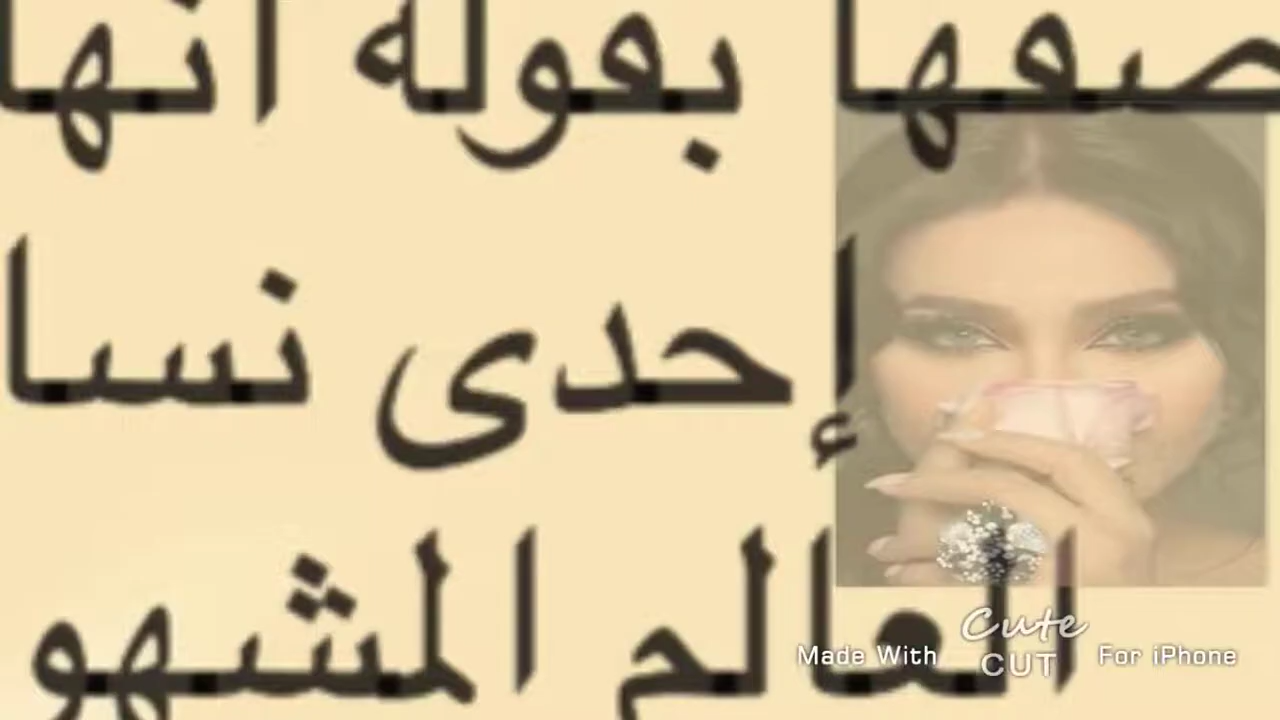 صفها بقوله أنها
إحدى نسا
العالم المشهو
Made With Cute CUT For iPhone